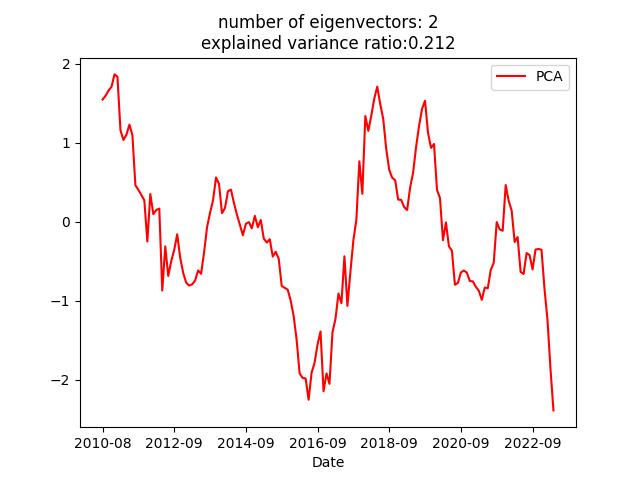 number of eigenvectors: 2
explained variance ratio:0.212
PCA
2
1
0
−1
−2
2010-08 2012-09 2014-09 2016-09 2018-09 2020-09 2022-09
Date